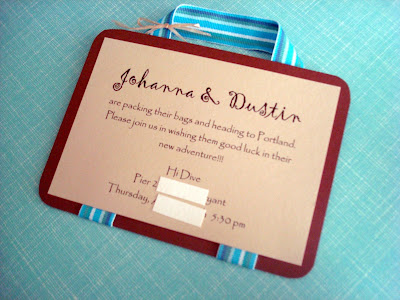 Johanna & Dustin
are packing their bags and heading to Portland.
Please join us in wishing them good luck in their
new adventure!!!
Hi Dive
Pier
Thursday, 5:30 pm